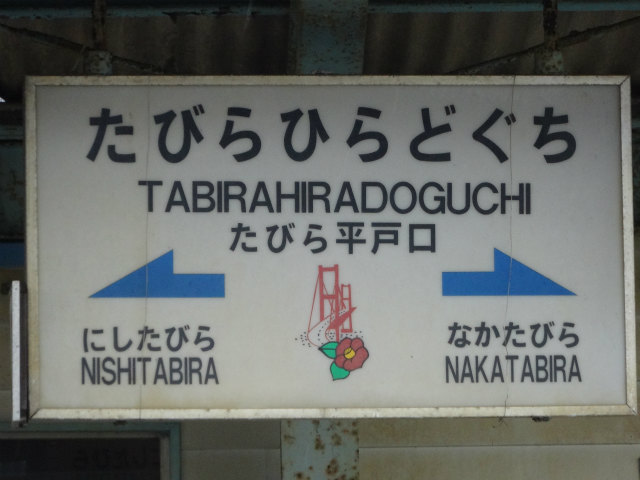 たびらひらどぐち
TABIRAHIRADOGUCHI
たびら平戸口
にしたびら
NISHITABIRA
なかたびら
NAKATABIRA